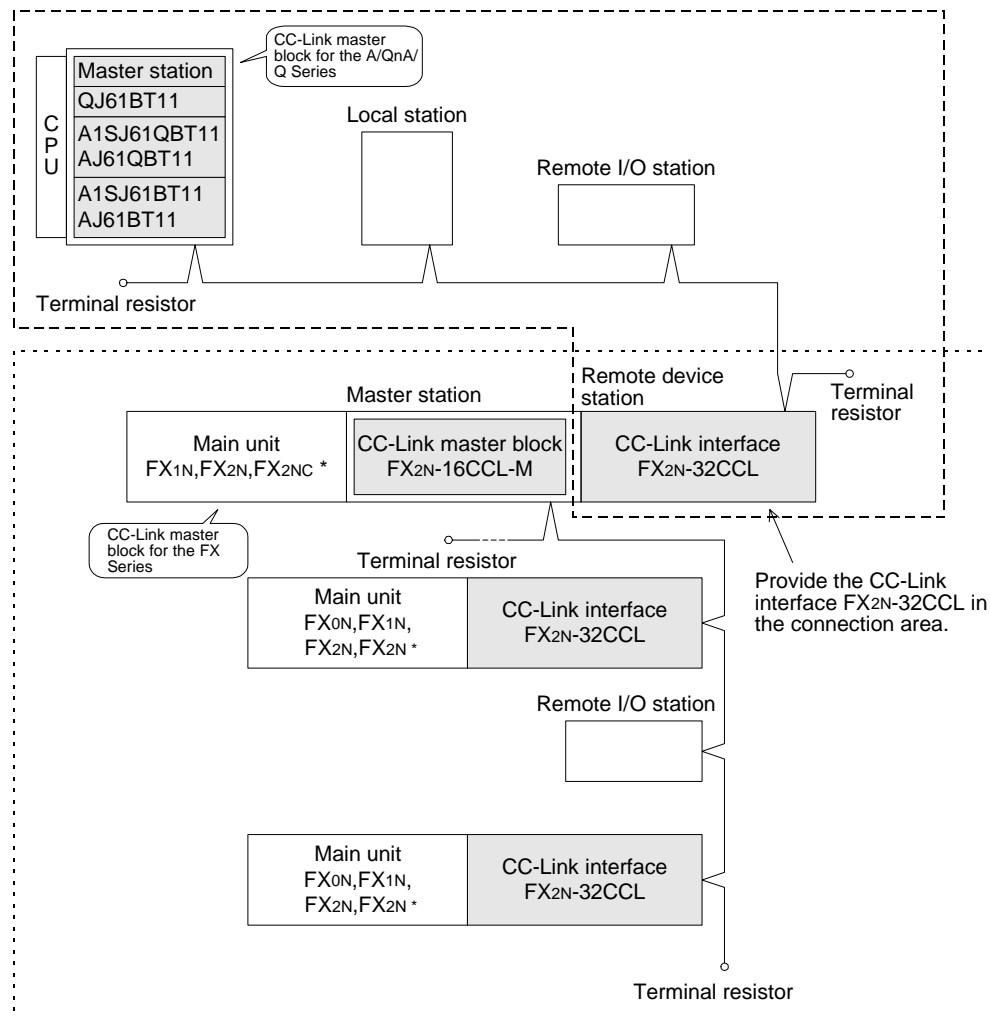 CC-Link master
block for the A/QnA/
Q Series
CPU
Master station
QJ61BT11
A1SJ61QBT11
AJ61QBT11
A1SJ61BT11
AJ61BT11
Local station
Remote I/O station
Terminal resistor
Master station
Remote device
station
Terminal
resistor
Main unit
FX1N,FX2N,FX2NC *
CC-Link master block
FX2N-16CCL-M
CC-Link interface
FX2N-32CCL
CC-Link master
block for the FX
Series
Terminal resistor
Provide the CC-Link
interface FX2N-32CCL in
the connection area.
Main unit
FX0N,FX1N,
FX2N,FX2N *
CC-Link interface
FX2N-32CCL
Remote I/O station
Main unit
FX0N,FX1N,
FX2N,FX2N *
CC-Link interface
FX2N-32CCL
Terminal resistor